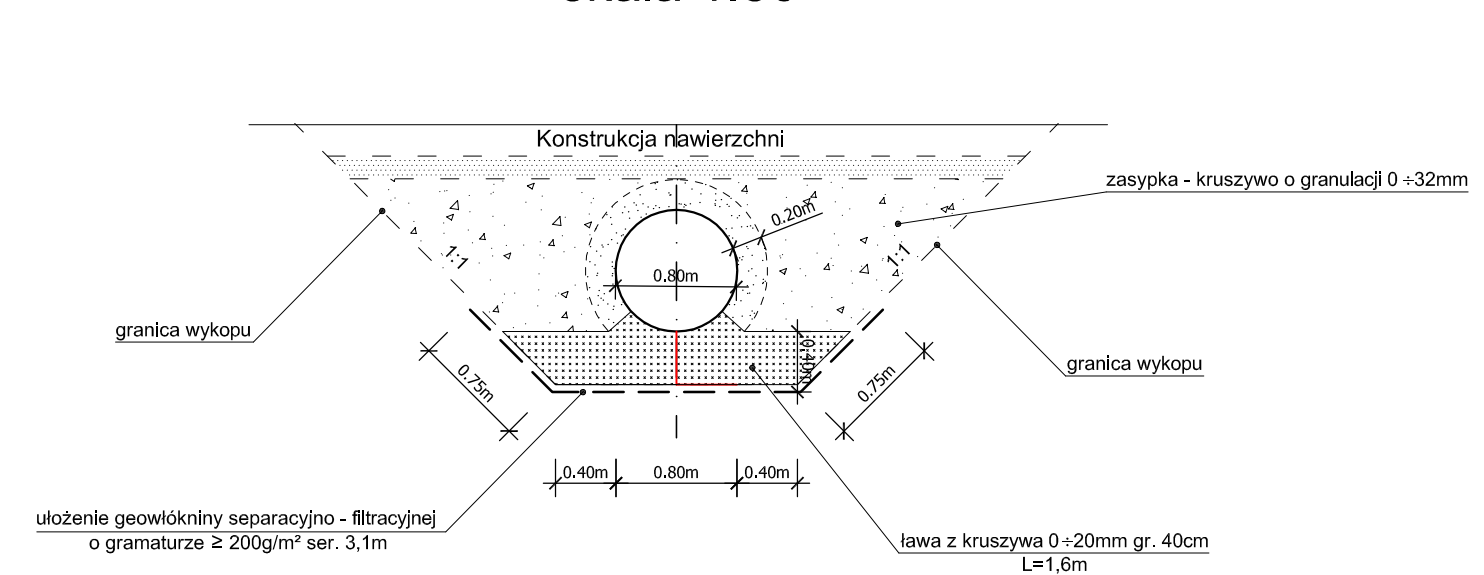 Konstrukcja nawierzchni
zasypka - kruszywo o granulacji 0 ÷32mm
0.20m
1:1
1:1
0.80m
granica wykopu
granica wykopu
0.40m
0.75m
0.75m
0.40m
0.80m
0.40m
ułożenie geowłókniny separacyjno - filtracyjnej
o gramaturze ≥ 200g/m² ser. 3,1m
ława z kruszywa 0÷20mm gr. 40cm
L=1,6m